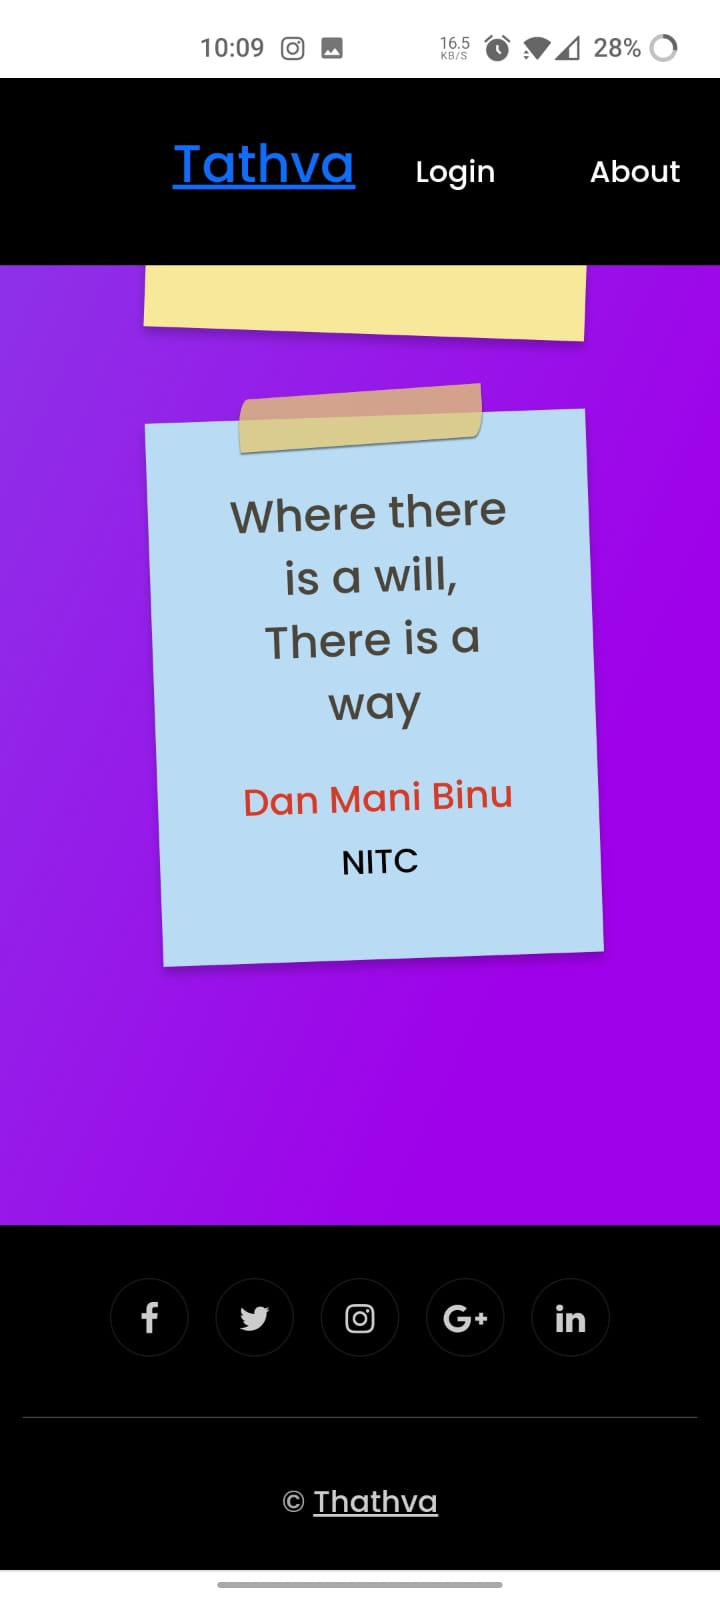 10:09 16.5 KB/S 28%
Tathva Login About
Where there
is a will,
There is a
way
Dan Mani Binu
NITC
f G+ in
© Thathva